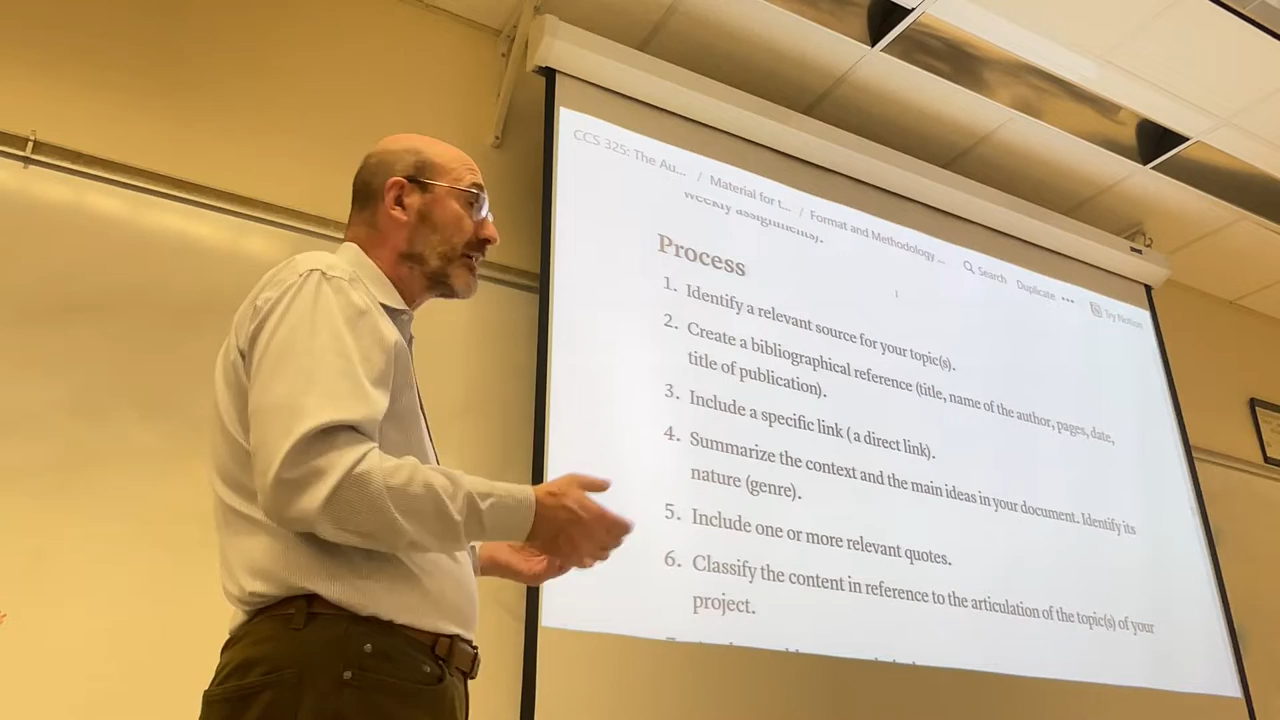 CCS 325: The Au... / Material for t... / Format and Methodology ... Search Duplicate ••• Try Notion
weekly assignments).
Process
1. Identify a relevant source for your topic(s).
2. Create a bibliographical reference (title, name of the author, pages, date,
title of publication).
3. Include a specific link (a direct link).
4. Summarize the context and the main ideas in your document. Identify its
nature (genre).
5. Include one or more relevant quotes.
6. Classify the content in reference to the articulation of the topic(s) of your
project.